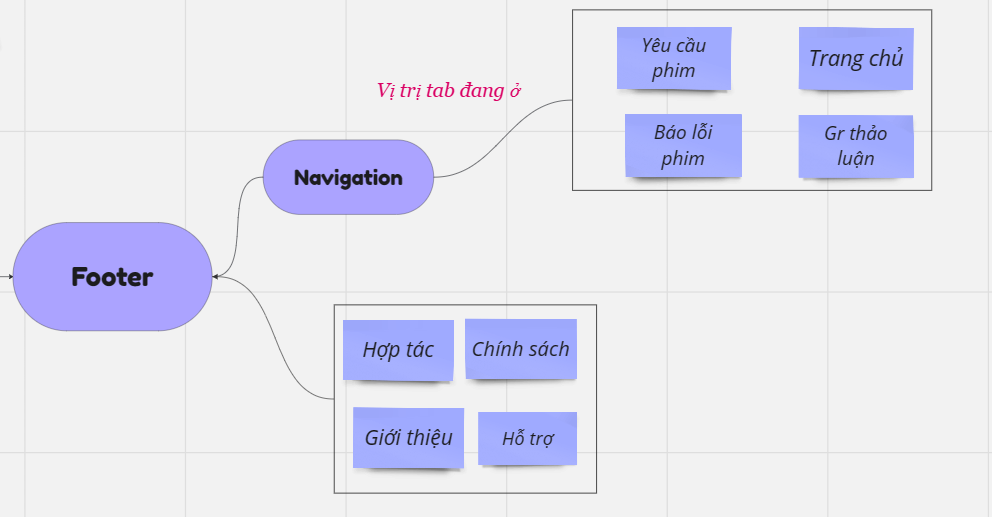 Yêu cầu
phim
Trang chủ
Vị trị tab đang ở
Báo lỗi
phim
Gr thảo
luận
Navigation
Footer
Hợp tác
Chính sách
Giới thiệu
Hỗ trợ